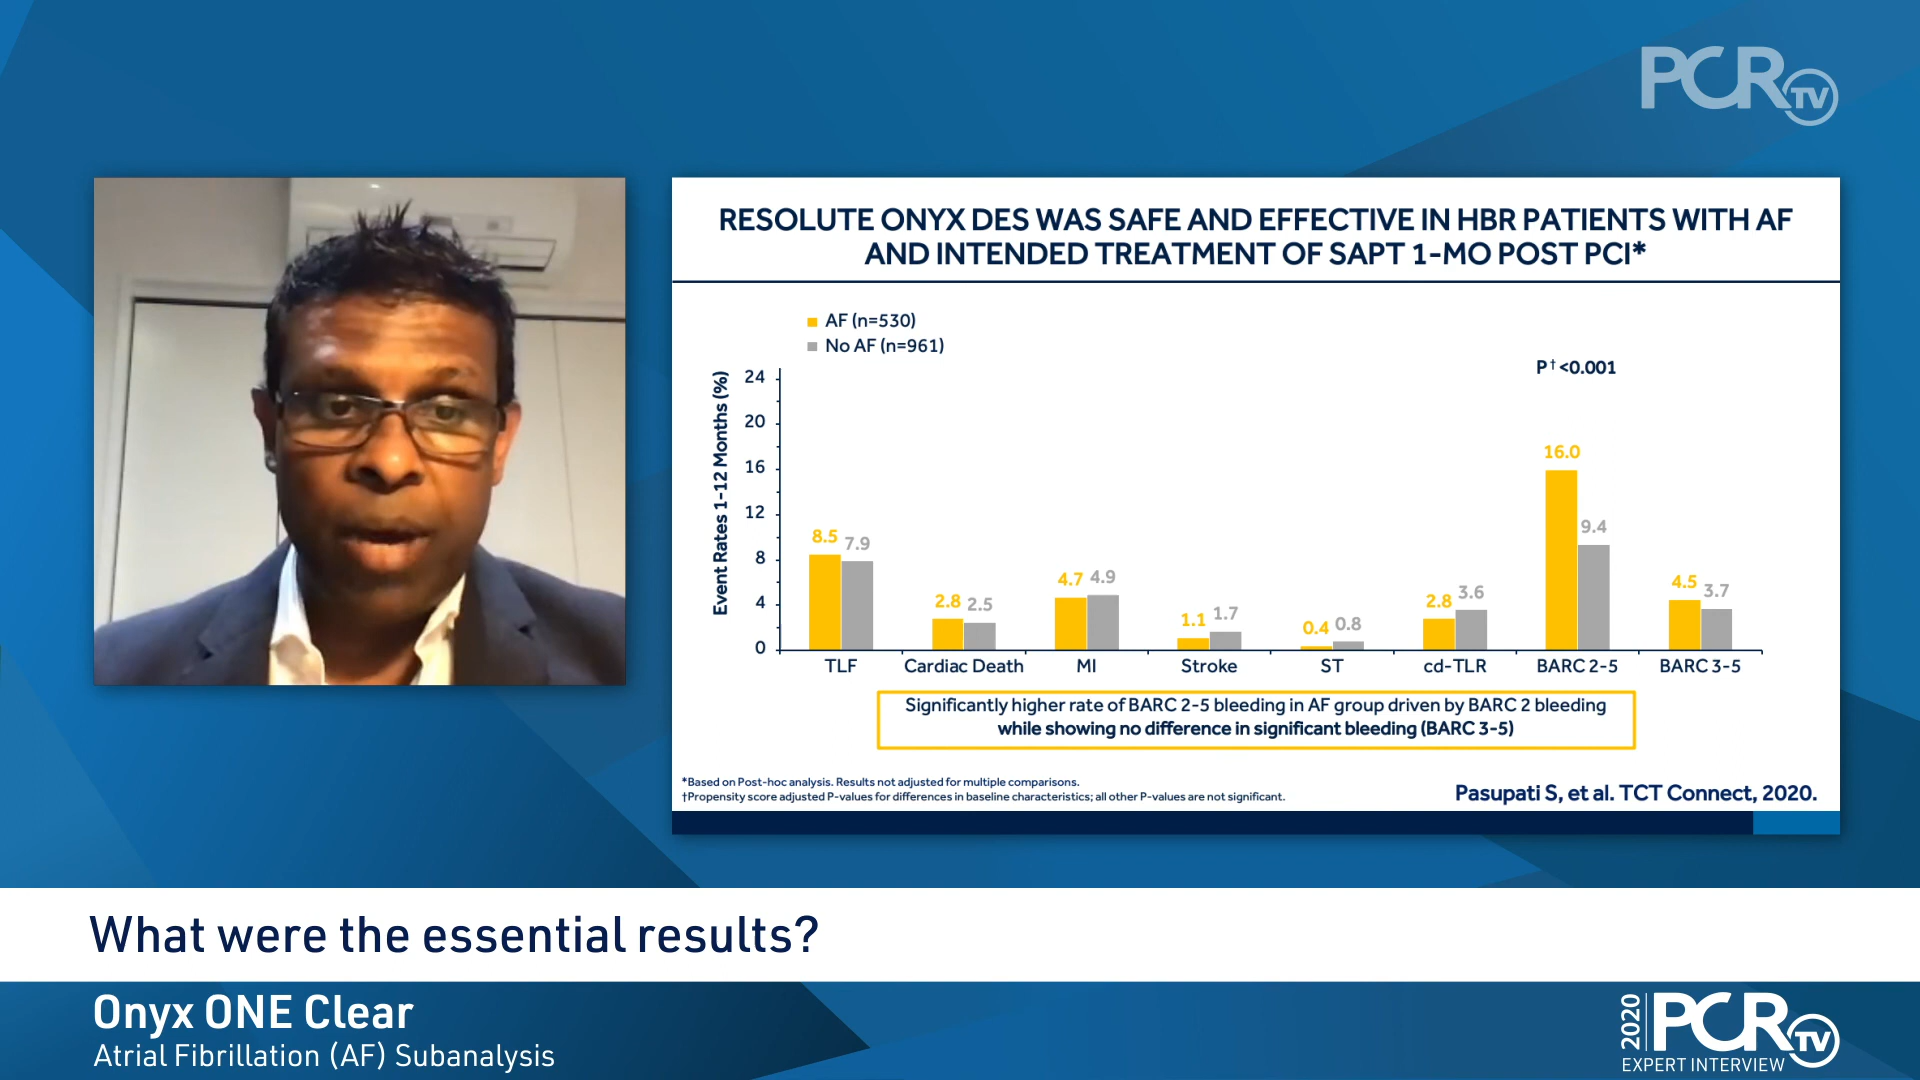 PCR TV
RESOLUTE ONYX DES WAS SAFE AND EFFECTIVE IN HBR PATIENTS WITH AF
AND INTENDED TREATMENT OF SAPT 1-MO POST PCI*
AF (n=530)
No AF (n=961)
P†<0.001
Event Rates 1-12 Months (%)
24
20
16
12
8
4
0
8.5 7.9
2.8 2.5
4.7 4.9
1.1 1.7
0.4 0.8
2.8 3.6
16.0 9.4
4.5 3.7
TLF Cardiac Death MI Stroke ST cd-TLR BARC 2-5 BARC 3-5
Significantly higher rate of BARC 2-5 bleeding in AF group driven by BARC 2 bleeding
while showing no difference in significant bleeding (BARC 3-5)
*Based on Post-hoc analysis. Results not adjusted for multiple comparisons.
†Propensity score adjusted P-values for differences in baseline characteristics; all other P-values are not significant.
Pasupati S, et al. TCT Connect, 2020.
What were the essential results?
Onyx ONE Clear
Atrial Fibrillation (AF) Subanalysis
2020 PCR TV
EXPERT INTERVIEW